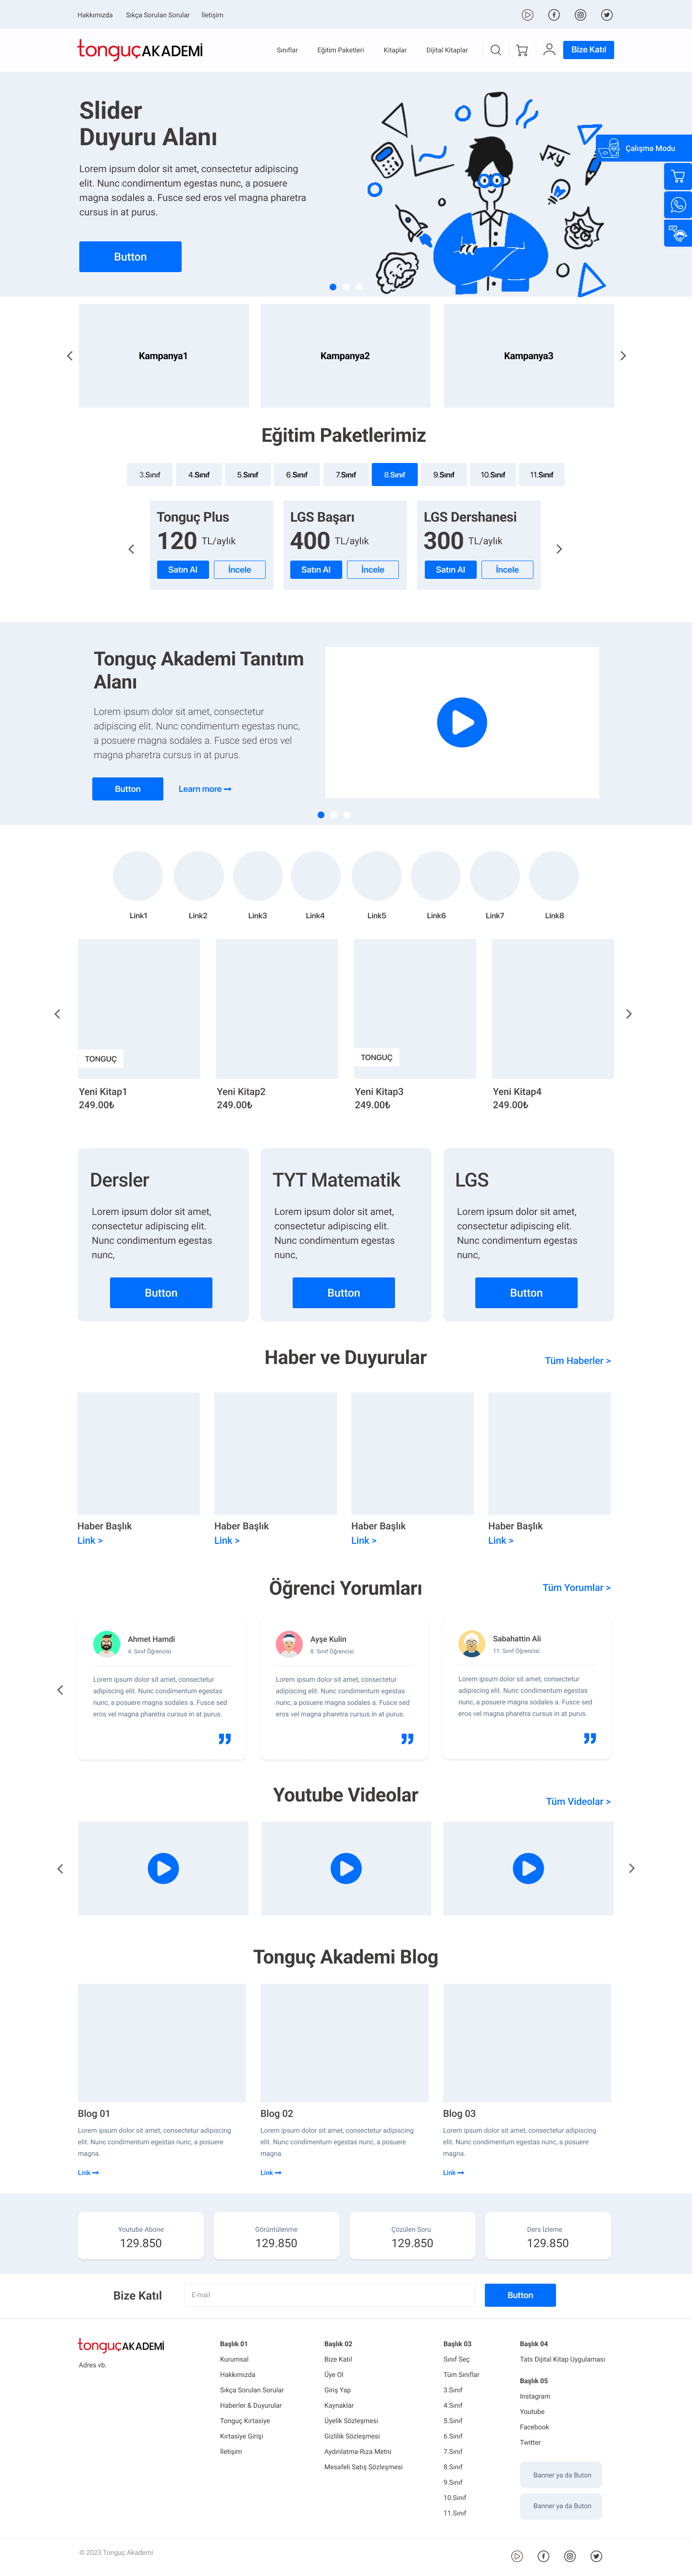 Hakkımızda Sıkça Sorulan Sorular İletişim
tonguçAKADEMİ
Sınıflar Eğitim Paketleri Kitaplar Dijital Kitaplar Bize Katıl
Slider
Duyuru Alanı
Lorem ipsum dolor sit amet, consectetur adipiscing
elit. Nunc condimentum egestas nunc, a posuere
magna sodales a. Fusce sed eros vel magna pharetra
cursus in at purus.
Button
Çalışma Modu
Kampanya1 Kampanya2 Kampanya3
Eğitim Paketlerimiz
3.Sınıf 4.Sınıf 5.Sınıf 6.Sınıf 7.Sınıf 8.Sınıf 9.Sınıf 10.Sınıf 11.Sınıf
Tonguç Plus
120 TL/aylık
Satın Al İncele
LGS Başarı
400 TL/aylık
Satın Al İncele
LGS Dershanesi
300 TL/aylık
Satın Al İncele
Tonguç Akademi Tanıtım
Alanı
Lorem ipsum dolor sit amet, consectetur
adipiscing elit. Nunc condimentum egestas nunc,
a posuere magna sodales a. Fusce sed eros vel
magna pharetra cursus in at purus.
Button Learn more
Link1 Link2 Link3 Link4 Link5 Link6 Link7 Link8
TONGUÇ
TONGUÇ
Yeni Kitap1
249.00₺
Yeni Kitap2
249.00₺
Yeni Kitap3
249.00₺
Yeni Kitap4
249.00₺
Dersler
Lorem ipsum dolor sit amet,
consectetur adipiscing elit.
Nunc condimentum egestas
nunc,
Button
TYT Matematik
Lorem ipsum dolor sit amet,
consectetur adipiscing elit.
Nunc condimentum egestas
nunc,
Button
LGS
Lorem ipsum dolor sit amet,
consectetur adipiscing elit.
Nunc condimentum egestas
nunc,
Button
Haber ve Duyurular
Tüm Haberler >
Haber Başlık
Link >
Haber Başlık
Link >
Haber Başlık
Link >
Haber Başlık
Link >
Öğrenci Yorumları
Tüm Yorumlar >
Ahmet Hamdi
4. Sınıf Öğrencisi
Lorem ipsum dolor sit amet, consectetur
adipiscing elit. Nunc condimentum egestas
nunc, a posuere magna sodales a. Fusce sed
eros vel magna pharetra cursus in at purus.
Ayşe Kulin
8. Sınıf Öğrencisi
Lorem ipsum dolor sit amet, consectetur
adipiscing elit. Nunc condimentum egestas
nunc, a posuere magna sodales a. Fusce sed
eros vel magna pharetra cursus in at purus.
Sabahattin Ali
11. Sınıf Öğrencisi
Lorem ipsum dolor sit amet, consectetur
adipiscing elit. Nunc condimentum egestas
nunc, a posuere magna sodales a. Fusce sed
eros vel magna pharetra cursus in at purus.
Youtube Videolar
Tüm Videolar >
Tonguç Akademi Blog
Blog 01
Lorem ipsum dolor sit amet, consectetur adipiscing
elit. Nunc condimentum egestas nunc, a posuere
magna.
Link
Blog 02
Lorem ipsum dolor sit amet, consectetur adipiscing
elit. Nunc condimentum egestas nunc, a posuere
magna.
Link
Blog 03
Lorem ipsum dolor sit amet, consectetur adipiscing
elit. Nunc condimentum egestas nunc, a posuere
magna.
Link
Youtube Abone
129.850
Görüntülenme
129.850
Çözülen Soru
129.850
Ders İzleme
129.850
Bize Katıl E-mail Button
tonguçAKADEMİ
Adres vb.
Başlık 01
Kurumsal
Hakkımızda
Sıkça Sorulan Sorular
Haberler & Duyurular
Tonguç Kırtasiye
Kırtasiye Girişi
İletişim
Başlık 02
Bize Katıl
Üye Ol
Giriş Yap
Kaynaklar
Üyelik Sözleşmesi
Gizlilik Sözleşmesi
Aydınlatma-Rıza Metni
Mesafeli Satış Sözleşmesi
Başlık 03
Sınıf Seç
Tüm Sınıflar
3.Sınıf
4.Sınıf
5.Sınıf
6.Sınıf
7.Sınıf
8.Sınıf
9.Sınıf
10.Sınıf
11.Sınıf
Başlık 04
Tats Dijital Kitap Uygulaması
Başlık 05
Instagram
Youtube
Facebook
Twitter
Banner ya da Buton
Banner ya da Buton
© 2023 Tonguç Akademi